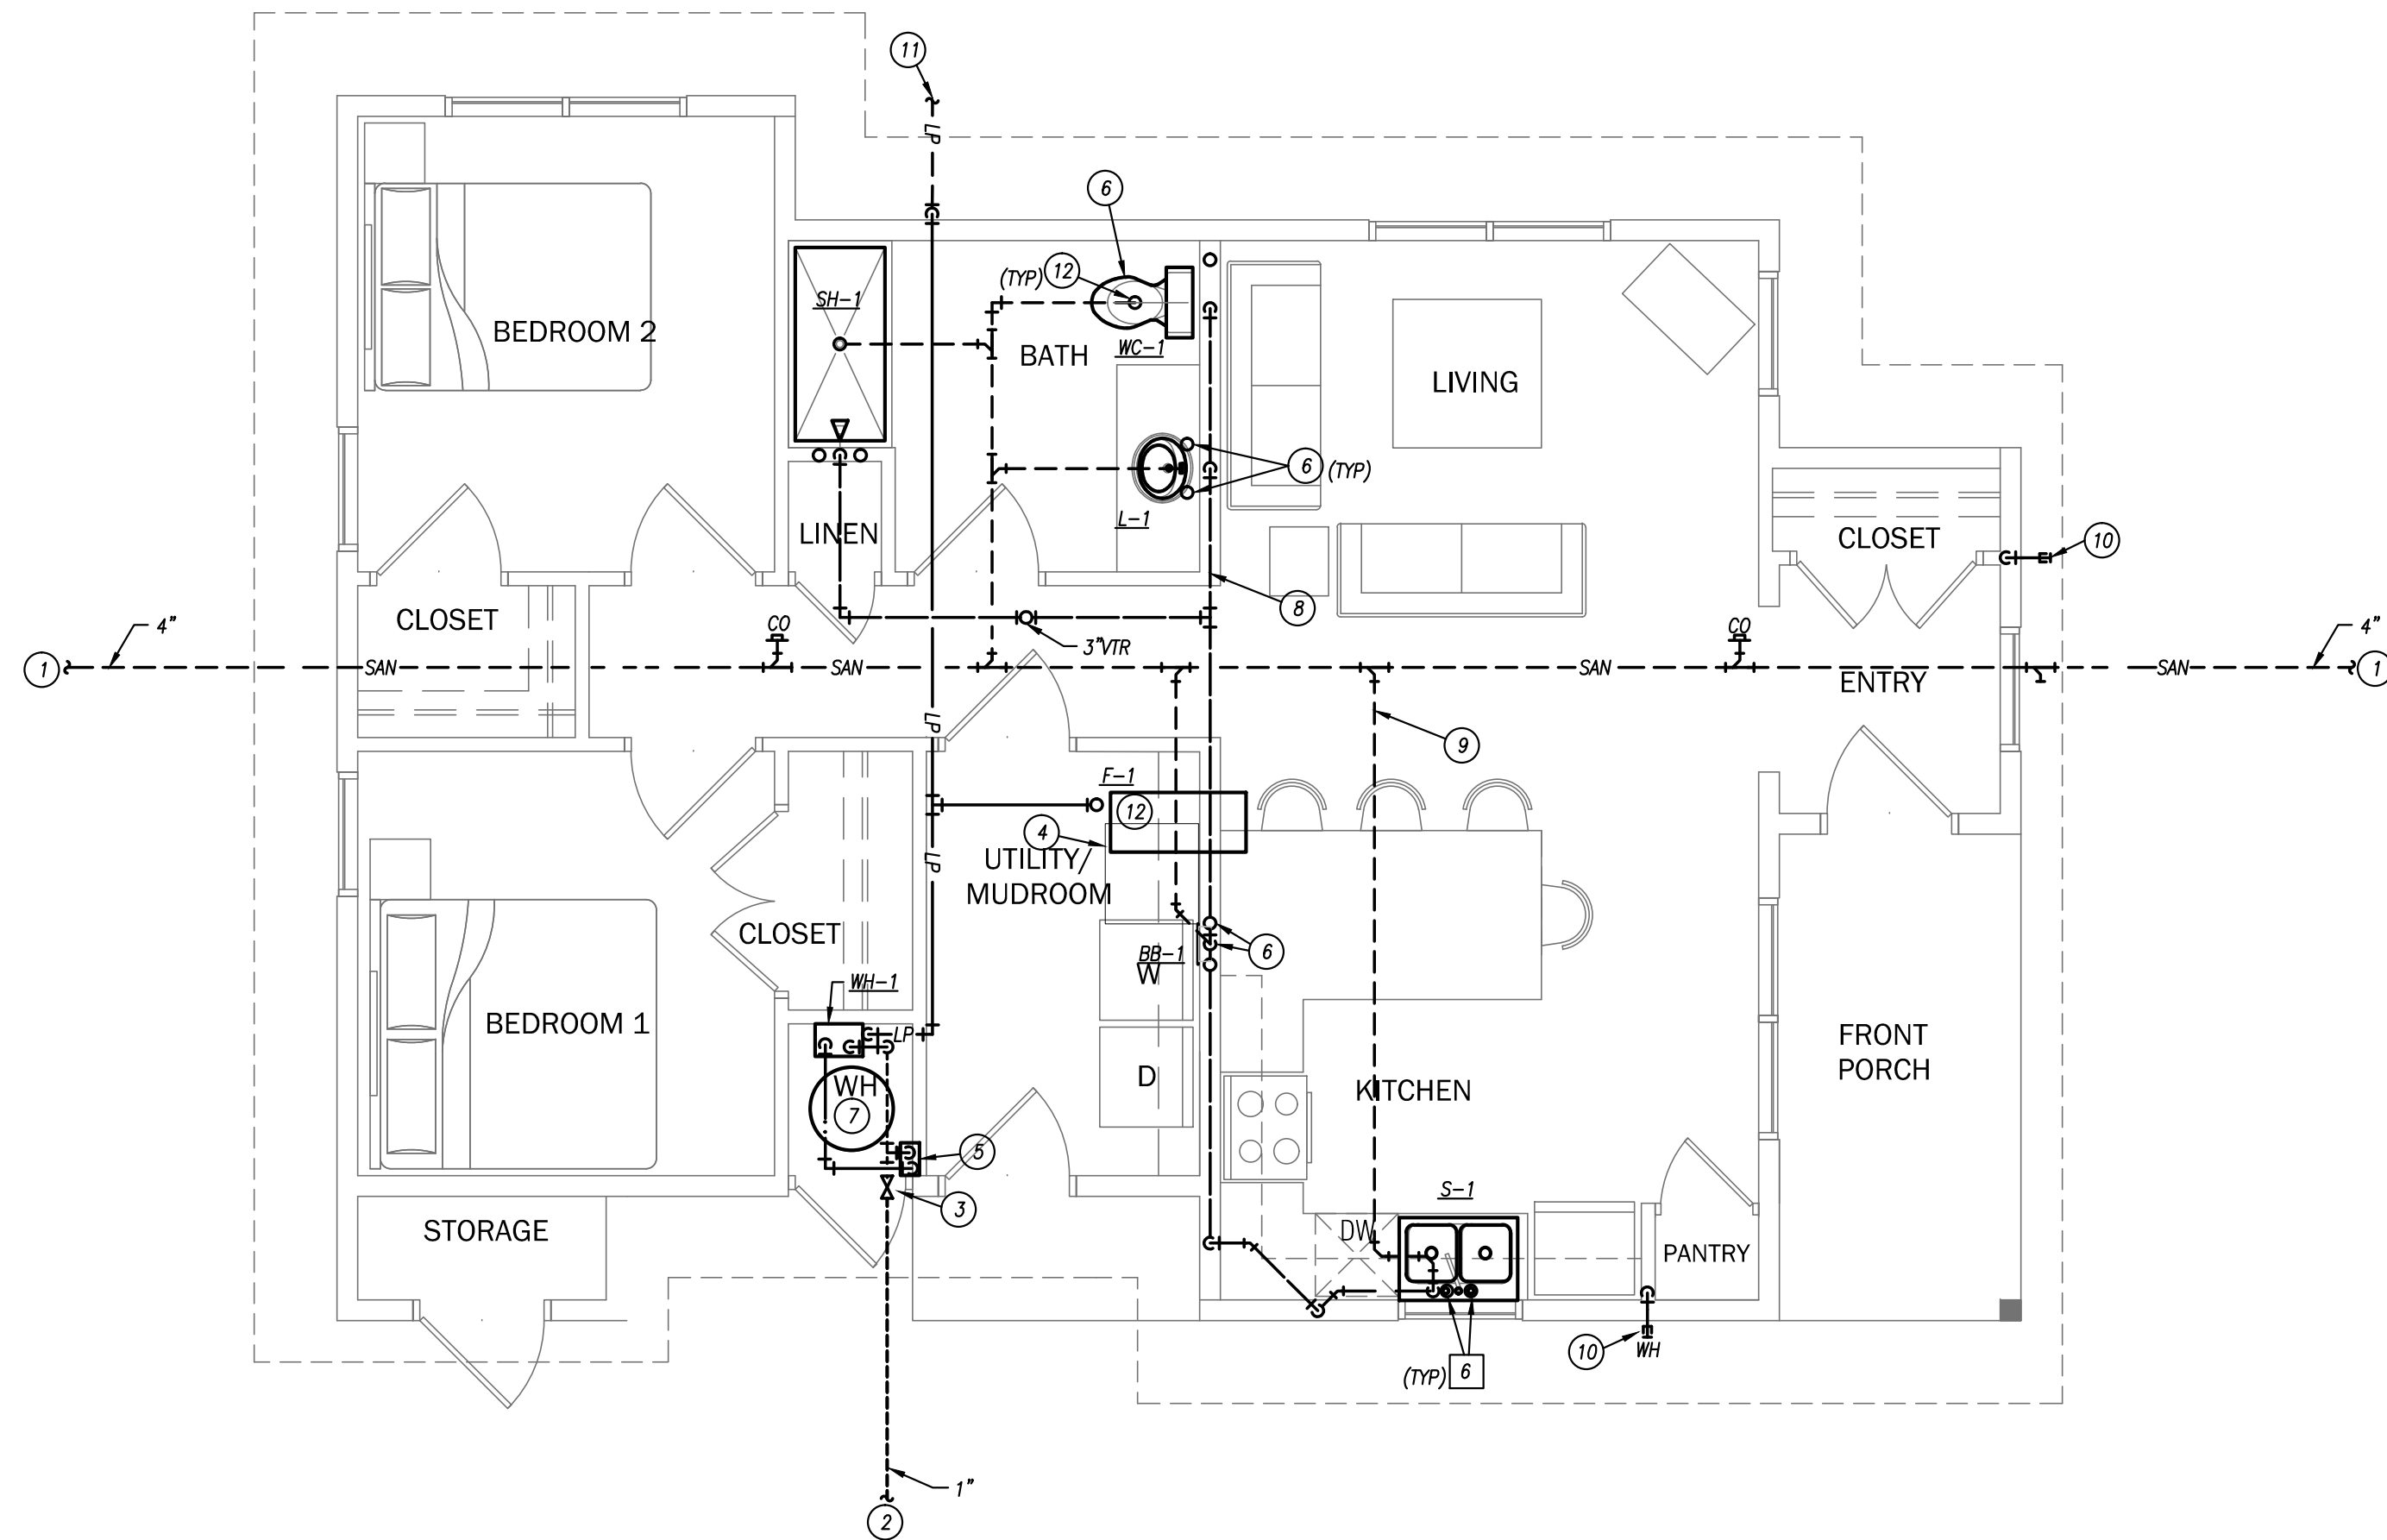 11
LP
6
(TYP) 12
SH-1
BEDROOM 2
BATH
WC-1
LIVING
6 (TYP)
L-1
LINEN
CLOSET
10
CLOSET
8
CO
3"VTR
CO
4"
4"
1
SAN
SAN
SAN
SAN
1
ENTRY
LP
9
F-1
12
4
LP
UTILITY/
MUDROOM
CLOSET
6
BB-1
W
WH-1
BEDROOM 1
LP
FRONT
PORCH
D
KITCHEN
WH
7
5
3
S-1
STORAGE
DW
PANTRY
10
WH
(TYP) 6
1"
2